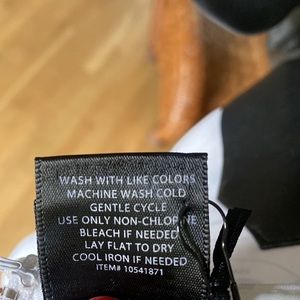 WASH WITH LIKE COLORS
MACHINE WASH COLD
GENTLE CYCLE
USE ONLY NON-CHLORINE
BLEACH IF NEEDED
LAY FLAT TO DRY
COOL IRON IF NEEDED
ITEM# 10541871